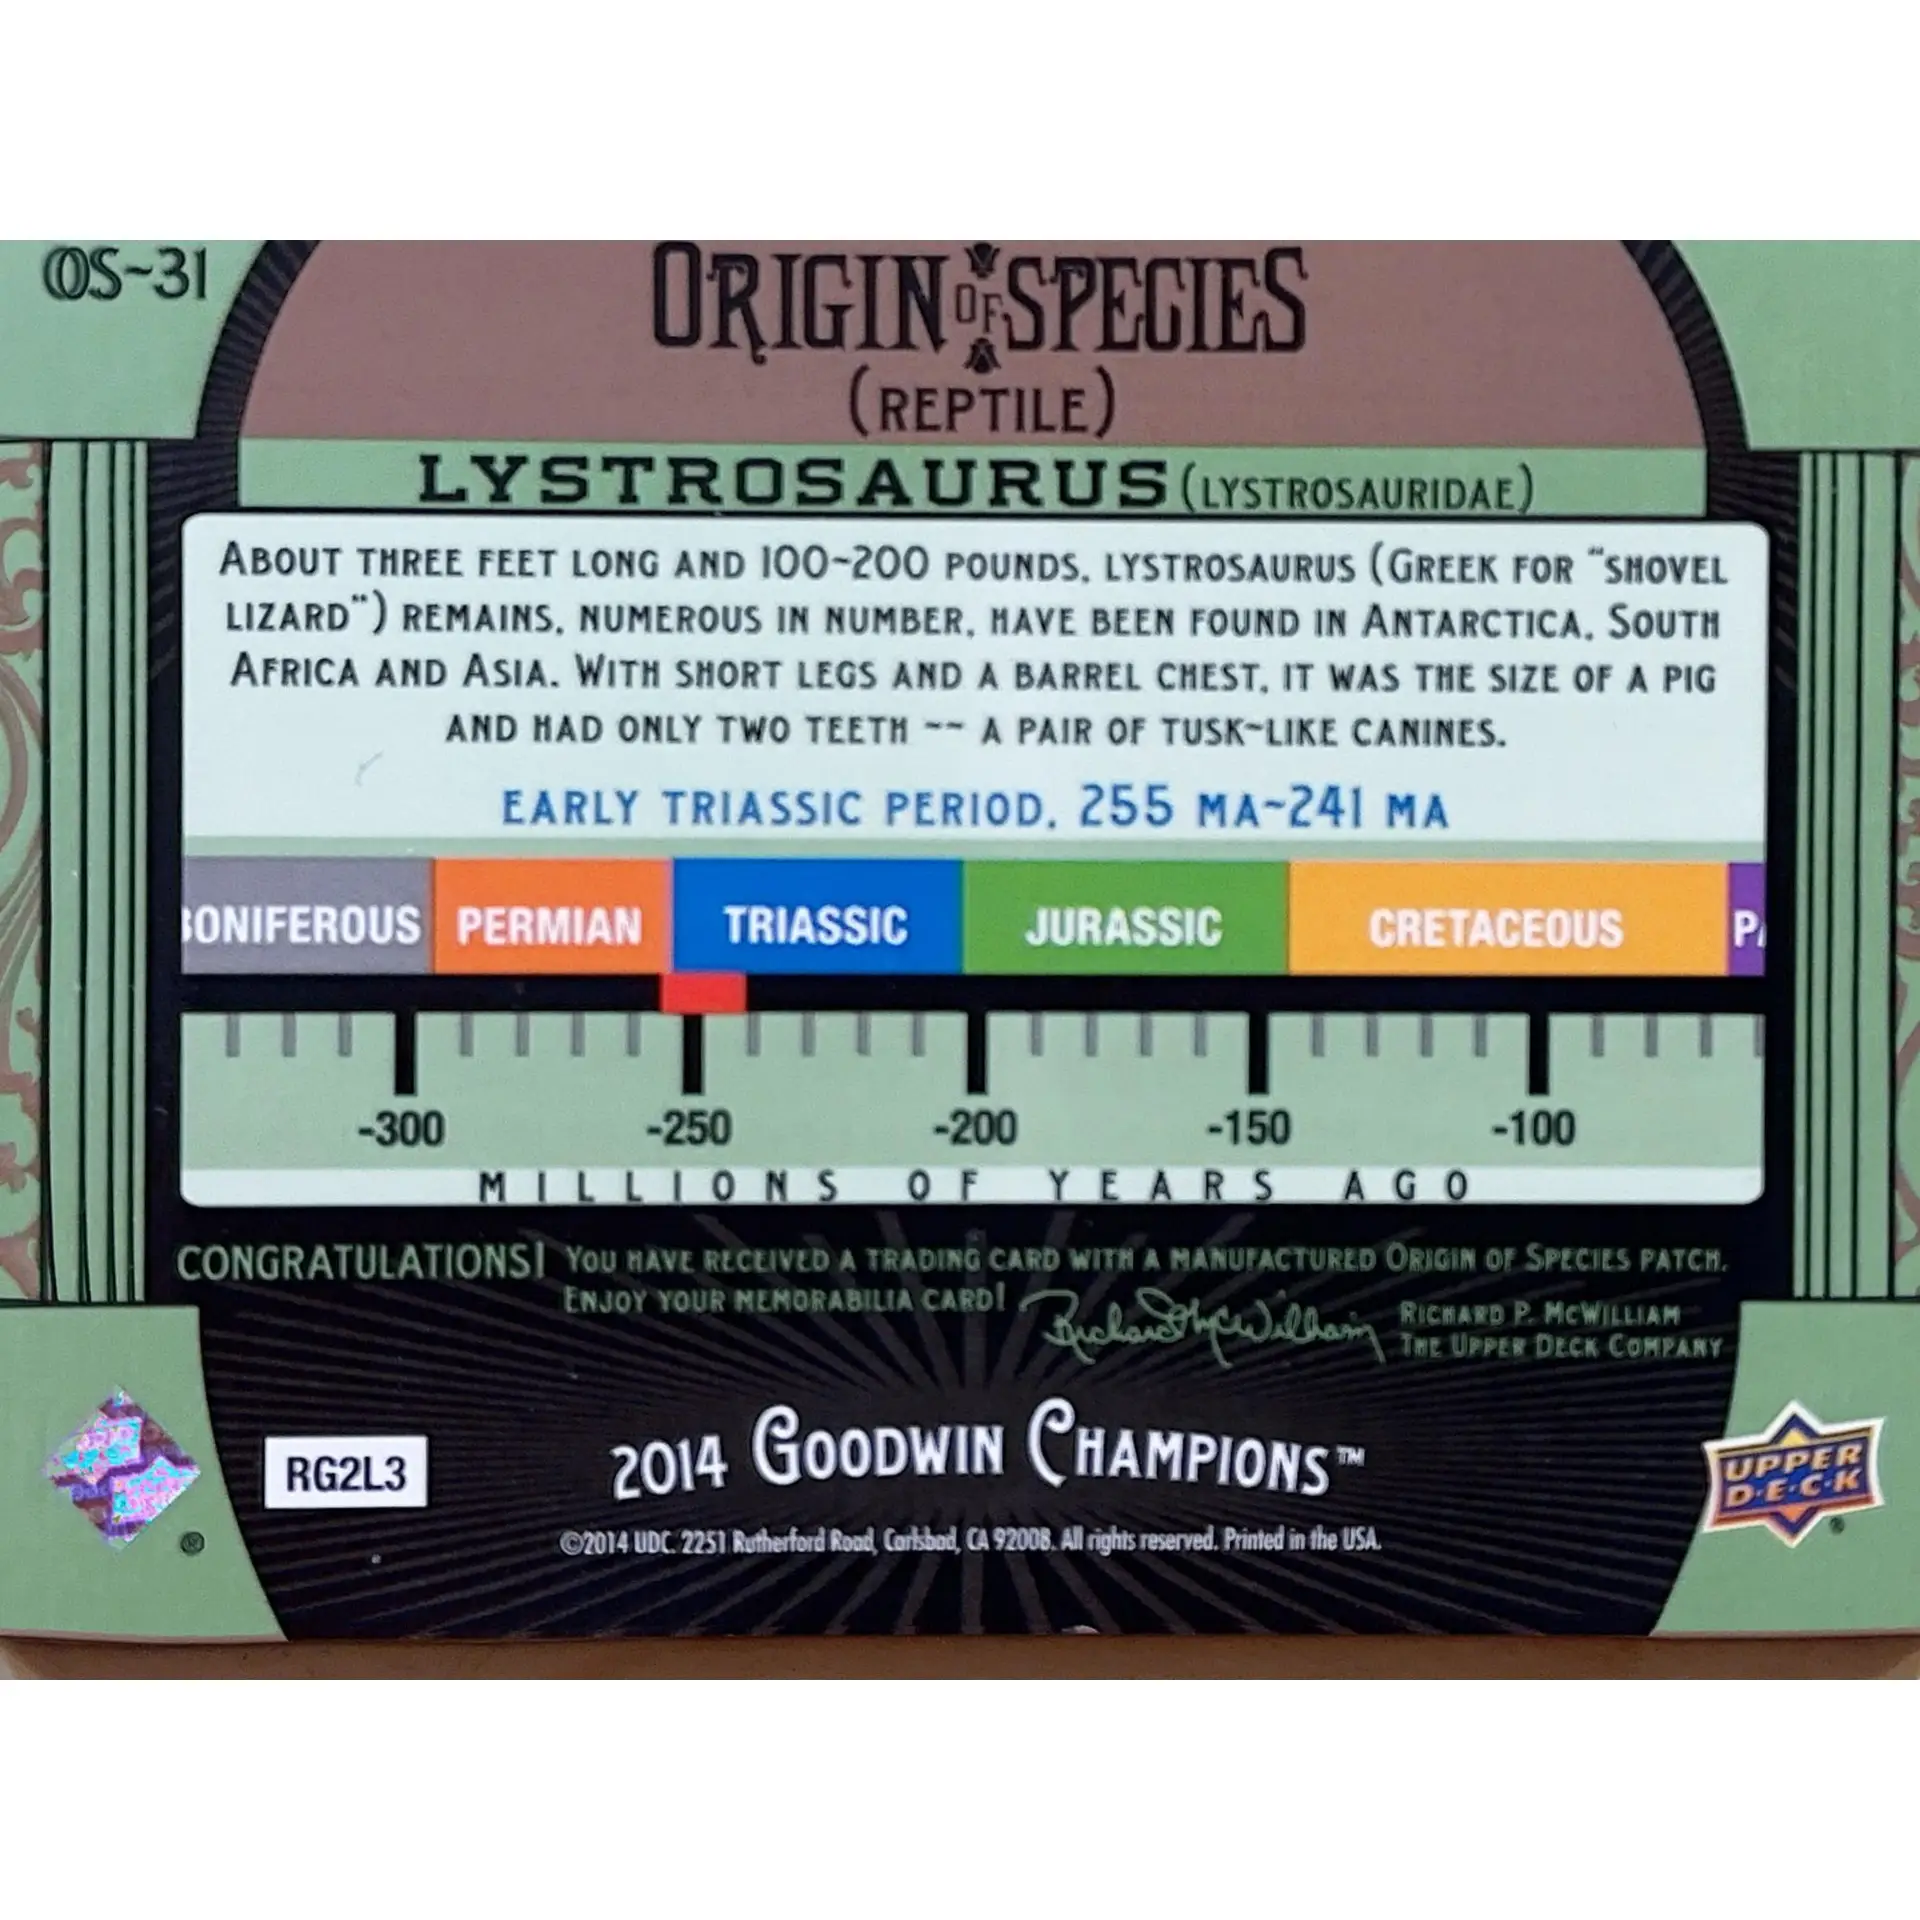 OS~31
ORIGIN OF SPECIES
(REPTILE)
LYSTROSAURUS (LYSTROSAURIDAE)
ABOUT THREE FEET LONG AND 100~200 POUNDS, LYSTROSAURUS (GREEK FOR "SHOVEL
LIZARD") REMAINS, NUMEROUS IN NUMBER, HAVE BEEN FOUND IN ANTARCTICA, SOUTH
AFRICA AND ASIA. WITH SHORT LEGS AND A BARREL CHEST, IT WAS THE SIZE OF A PIG
AND HAD ONLY TWO TEETH ~~ A PAIR OF TUSK~LIKE CANINES.
EARLY TRIASSIC PERIOD, 255 MA~241 MA
BONIFEROUS PERMIAN TRIASSIC JURASSIC CRETACEOUS PA
-300 -250 -200 -150 -100
MILLIONS OF YEARS AGO
CONGRATULATIONS! YOU HAVE RECEIVED A TRADING CARD WITH A MANUFACTURED ORIGIN OF SPECIES PATCH.
ENJOY YOUR MEMORABILIA CARD! Richard McWilliam RICHARD P. MCWILLIAM
THE UPPER DECK COMPANY
RG2L3
2014 GOODWIN CHAMPIONS™
UPPER
D·E·C·K
®
®
©2014 UDC. 2251 Rutherford Road, Carlsbad, CA 92008. All rights reserved. Printed in the USA.